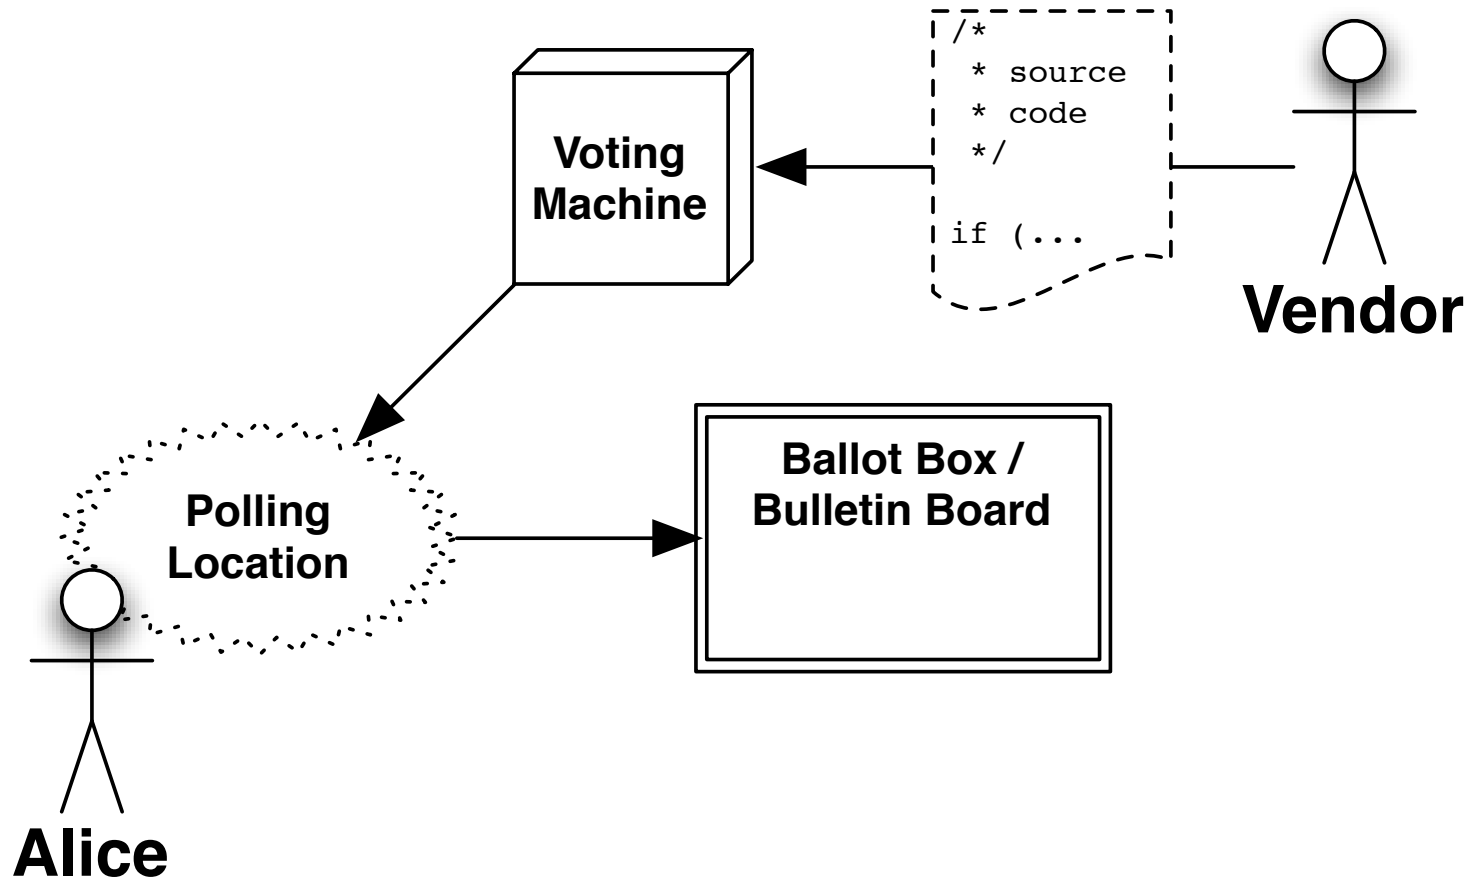 /*
 * source
 * code
 */
if (...
Voting
Machine
Vendor
Ballot Box /
Bulletin Board
Polling
Location
Alice